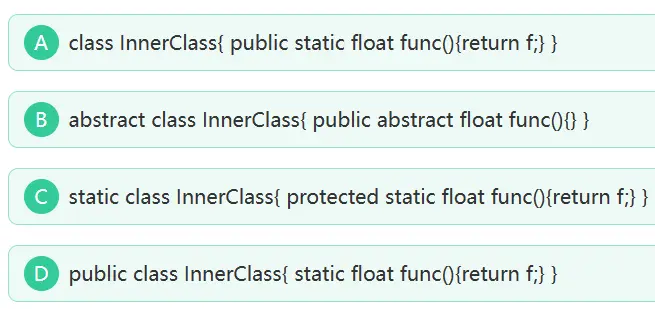 A class InnerClass{ public static float func(){return f;} }
B abstract class InnerClass{ public abstract float func(){} }
C static class InnerClass{ protected static float func(){return f;} }
D public class InnerClass{ static float func(){return f;} }